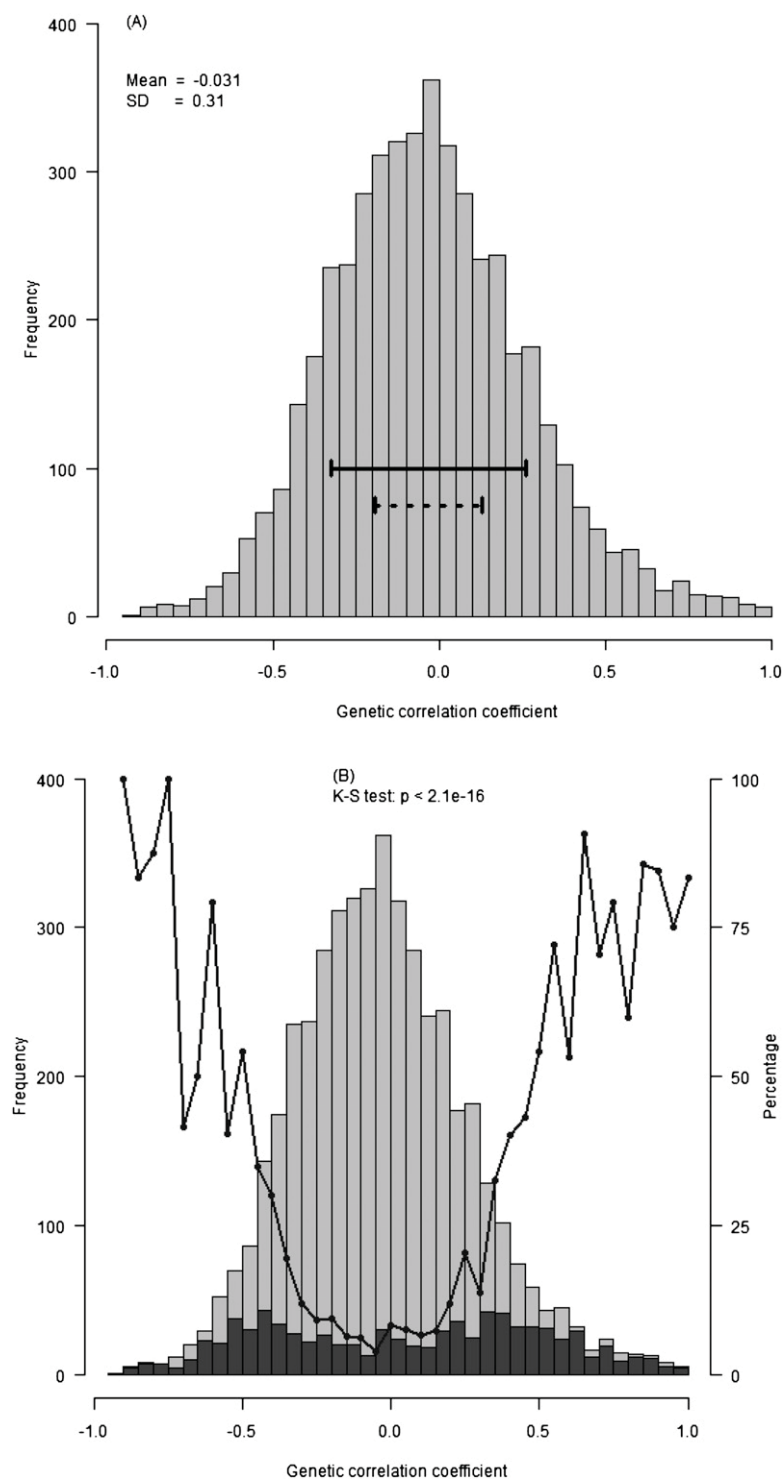 (A)
Mean = -0.031
SD = 0.31
400
300
200
100
0
Frequency
-1.0
-0.5
0.0
0.5
1.0
Genetic correlation coefficient
(B)
K-S test: p < 2.1e-16
400
300
200
100
0
Frequency
100
75
50
25
0
Percentage
-1.0
-0.5
0.0
0.5
1.0
Genetic correlation coefficient